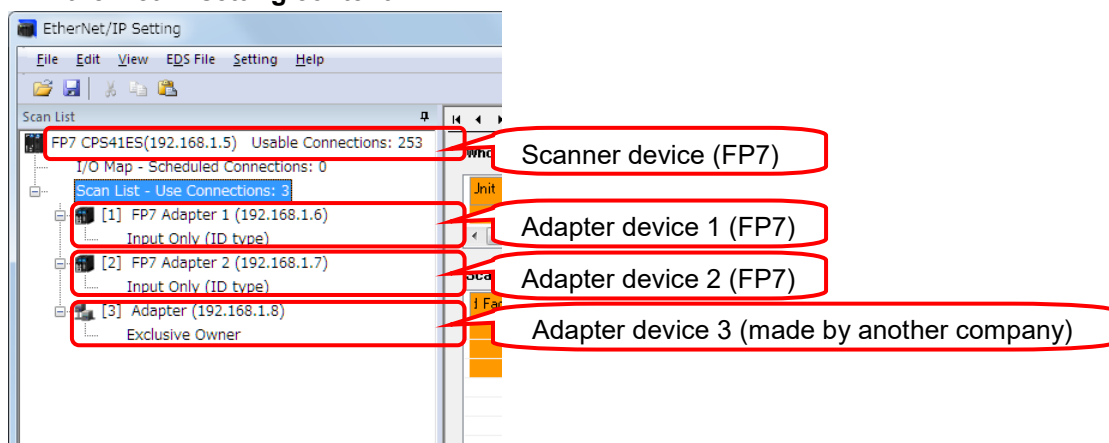 EtherNet/IP Setting
File Edit View EDS File Setting Help
Scan List
FP7 CPS41ES(192.168.1.5) Usable Connections: 253
Scanner device (FP7)
I/O Map - Scheduled Connections: 0
Scan List - Use Connections: 3
[1] FP7 Adapter 1 (192.168.1.6)
Adapter device 1 (FP7)
Input Only (ID type)
[2] FP7 Adapter 2 (192.168.1.7)
Adapter device 2 (FP7)
Input Only (ID type)
[3] Adapter (192.168.1.8)
Adapter device 3 (made by another company)
Exclusive Owner